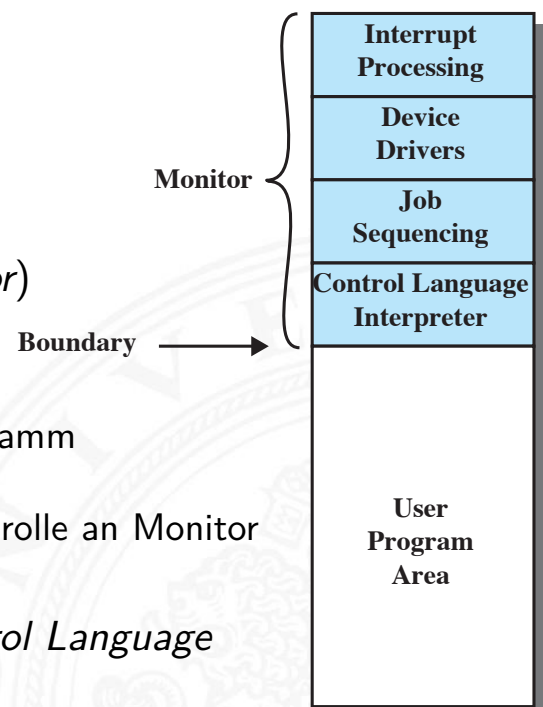 Interrupt
Processing
Device
Drivers
Monitor
Job
Sequencing
Control Language
Interpreter
Boundary
User
Program
Area
r)
amm
rolle an Monitor
rol Language